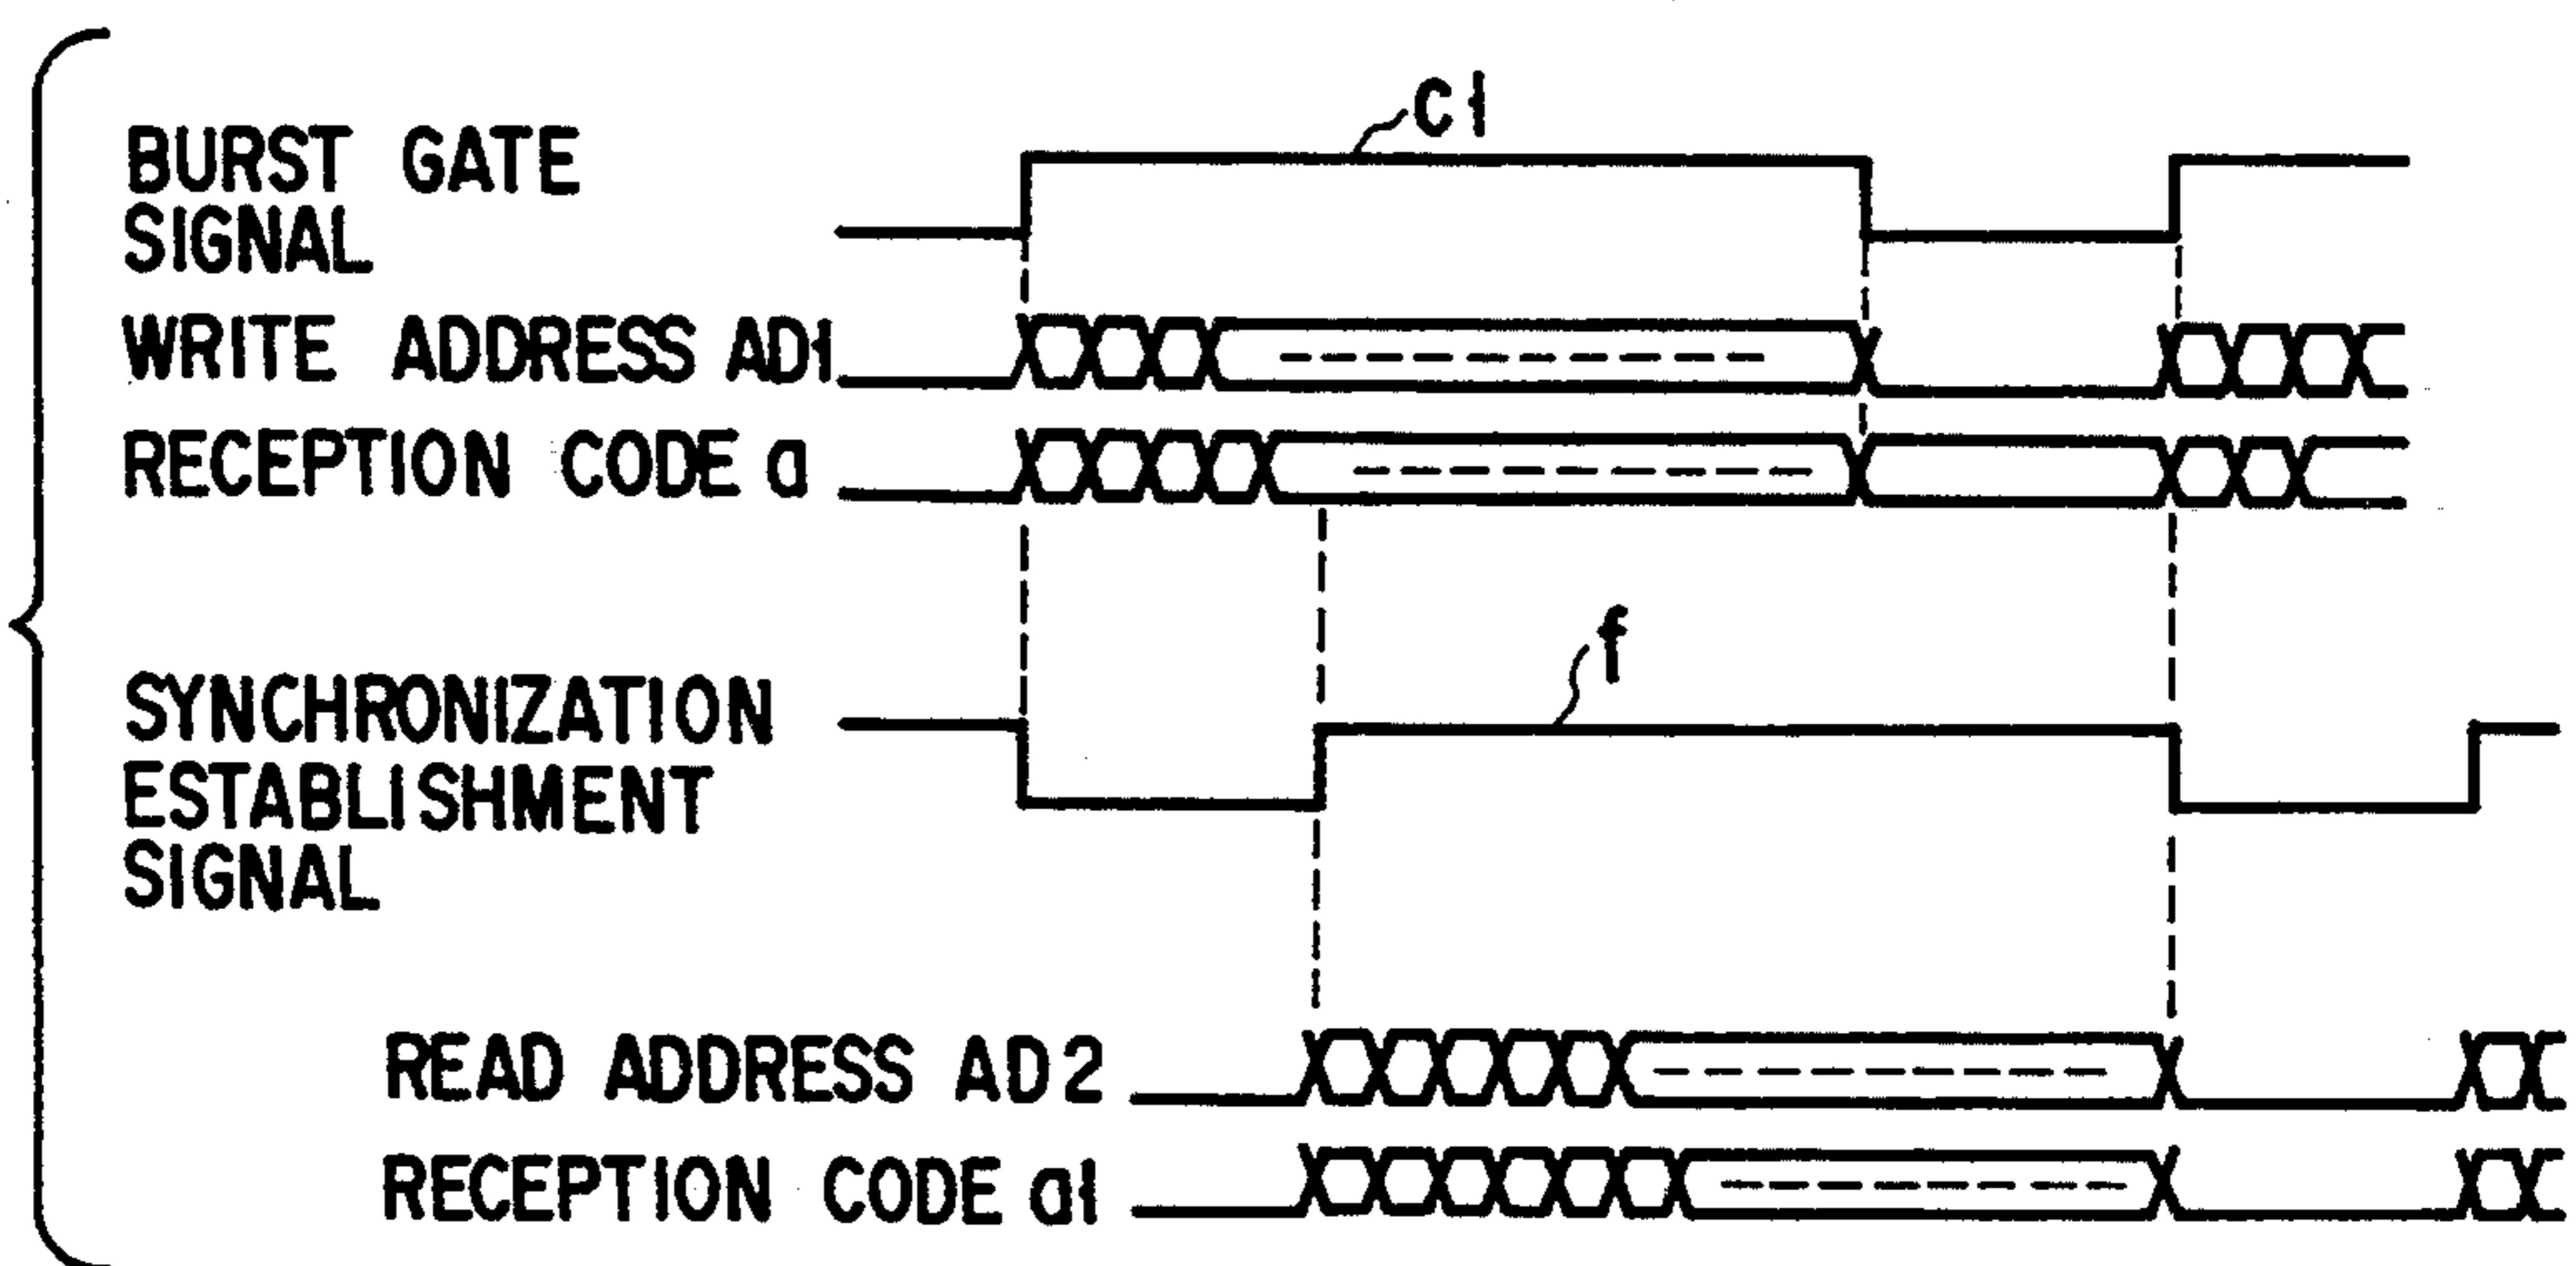 c1
BURST GATE
SIGNAL
WRITE ADDRESS AD1
RECEPTION CODE a
f
SYNCHRONIZATION
ESTABLISHMENT
SIGNAL
READ ADDRESS AD2
RECEPTION CODE a1